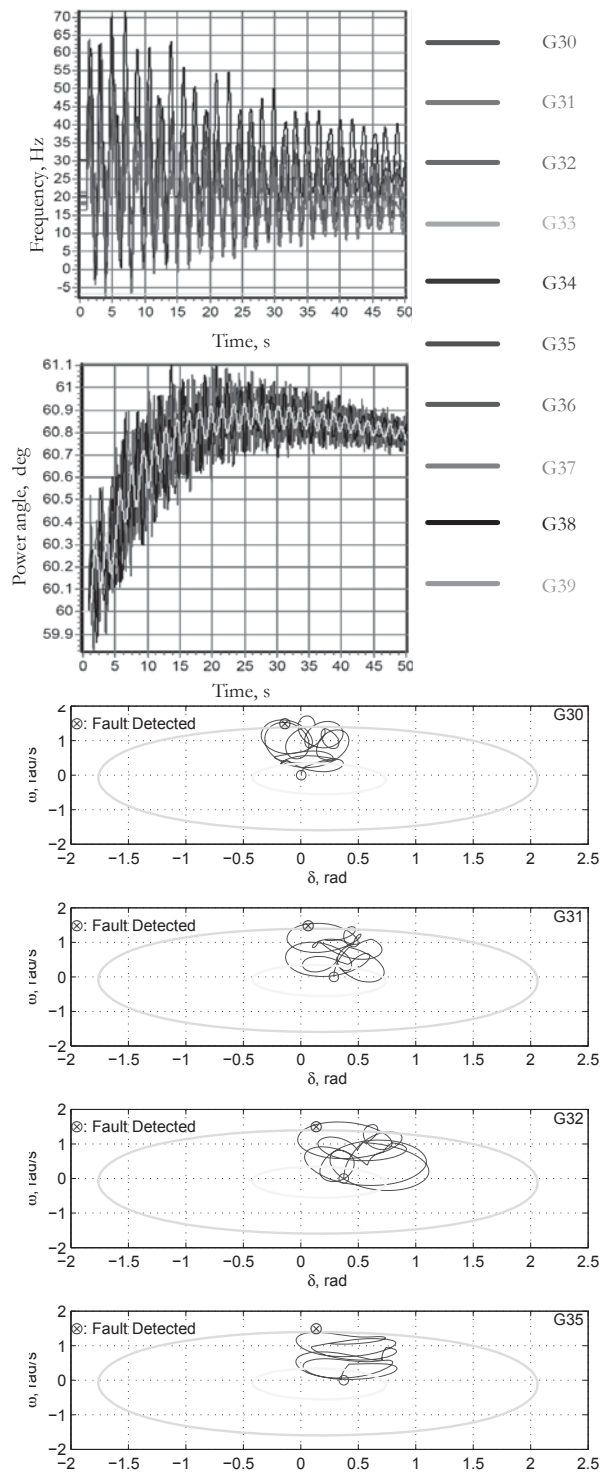 Frequency, Hz
70
65
60
55
50
45
40
35
30
25
20
15
10
5
0
-5
0 5 10 15 20 25 30 35 40 45 50
Time, s
G30
G31
G32
G33
G34
G35
G36
G37
G38
G39
Power angle, deg
61.1
61
60.9
60.8
60.7
60.6
60.4
60.3
60.2
60.1
60
59.9
0 5 10 15 20 25 30 35 40 45 50
Time, s
⊗: Fault Detected
G30
ω, rad/s
2
1
0
−1
−2
−2 −1.5 −1 −0.5 0 0.5 1 1.5 2 2.5
δ, rad
⊗: Fault Detected
G31
ω, rad/s
2
1
0
−1
−2
−2 −1.5 −1 −0.5 0 0.5 1 1.5 2 2.5
δ, rad
⊗: Fault Detected
G32
ω, rad/s
2
1
0
−1
−2
−2 −1.5 −1 −0.5 0 0.5 1 1.5 2 2.5
δ, rad
⊗: Fault Detected
G35
ω, rad/s
2
1
0
−1
−2
−2 −1.5 −1 −0.5 0 0.5 1 1.5 2 2.5
δ, rad